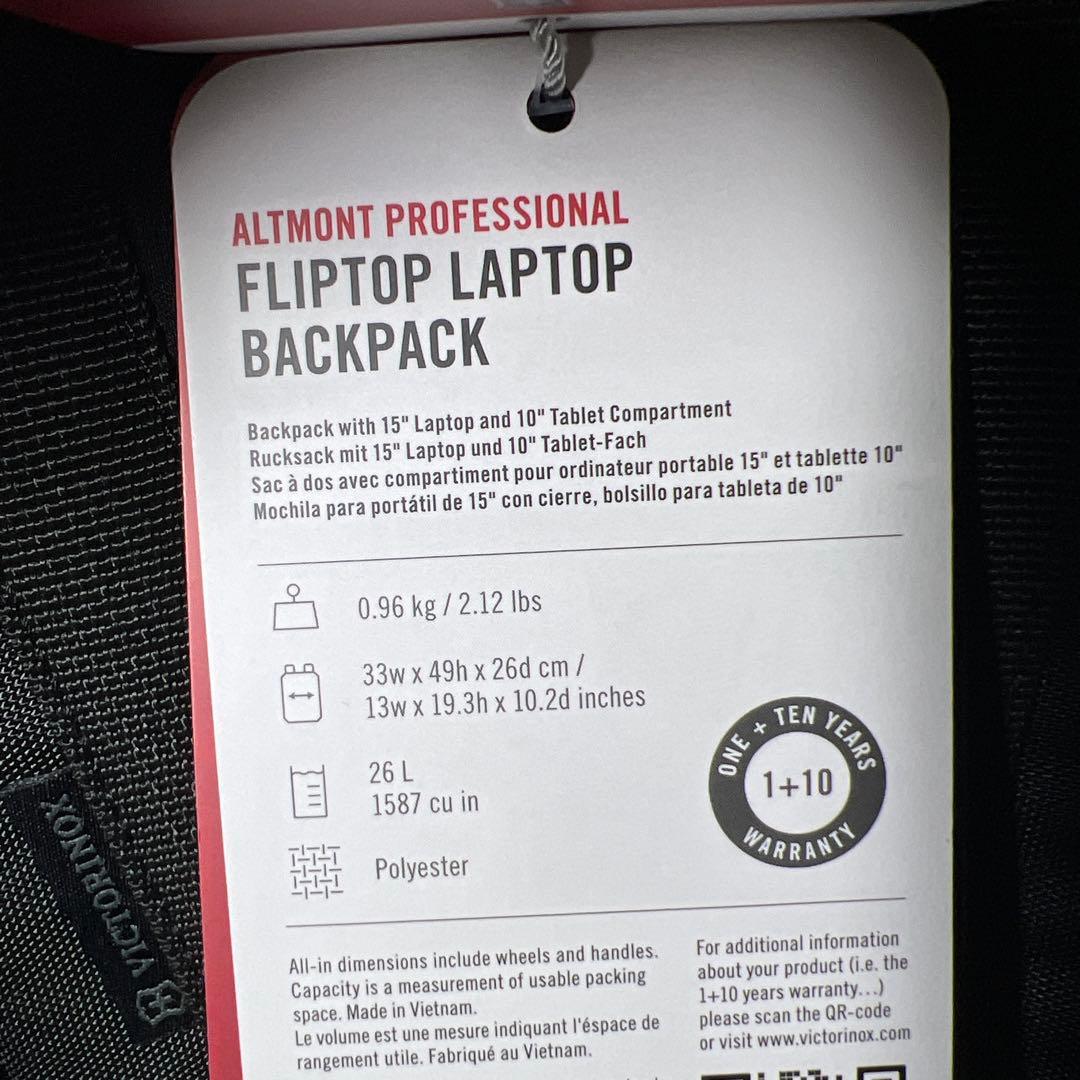 ALTMONT PROFESSIONAL
FLIPTOP LAPTOP
BACKPACK
Backpack with 15" Laptop and 10" Tablet Compartment
Rucksack mit 15" Laptop und 10" Tablet-Fach
Sac à dos avec compartiment pour ordinateur portable 15" et tablette 10"
Mochila para portátil de 15" con cierre, bolsillo para tableta de 10"
0.96 kg / 2.12 lbs
33w x 49h x 26d cm /
13w x 19.3h x 10.2d inches
26 L
1587 cu in
Polyester
ONE + TEN YEARS
1+10
WARRANTY
All-in dimensions include wheels and handles.
Capacity is a measurement of usable packing
space. Made in Vietnam.
Le volume est une mesure indiquant l'éspace de
rangement utile. Fabriqué au Vietnam.
For additional information
about your product (i.e. the
1+10 years warranty...)
please scan the QR-code
or visit www.victorinox.com
VICTORINOX